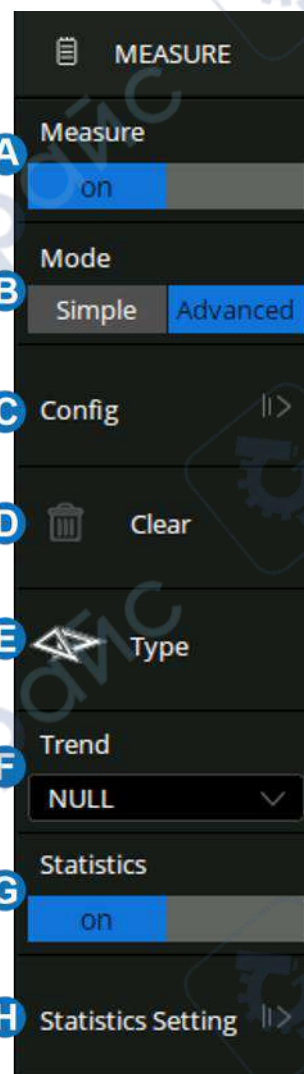 MEASURE
A
Measure
on
Mode
B
Simple Advanced
C Config
D Clear
E Type
Trend
F
NULL
Statistics
G
on
H Statistics Setting